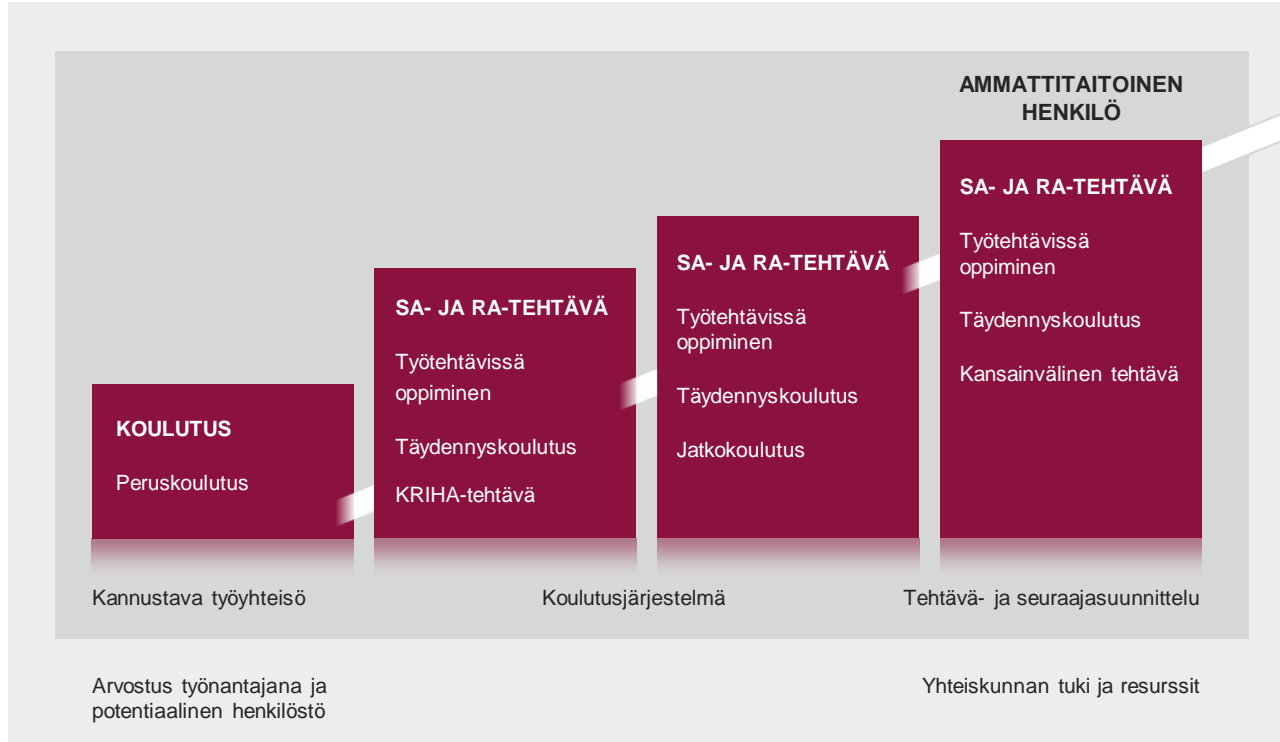 AMMATTITAITOINEN
HENKILÖ
KOULUTUS
Peruskoulutus
SA- JA RA-TEHTÄVÄ
Työtehtävissä
oppiminen
Täydennyskoulutus
KRIHA-tehtävä
SA- JA RA-TEHTÄVÄ
Työtehtävissä
oppiminen
Täydennyskoulutus
Jatkokoulutus
SA- JA RA-TEHTÄVÄ
Työtehtävissä
oppiminen
Täydennyskoulutus
Kansainvälinen tehtävä
Kannustava työyhteisö
Koulutusjärjestelmä
Tehtävä- ja seuraajasuunnittelu
Arvostus työnantajana ja
potentiaalinen henkilöstö
Yhteiskunnan tuki ja resurssit